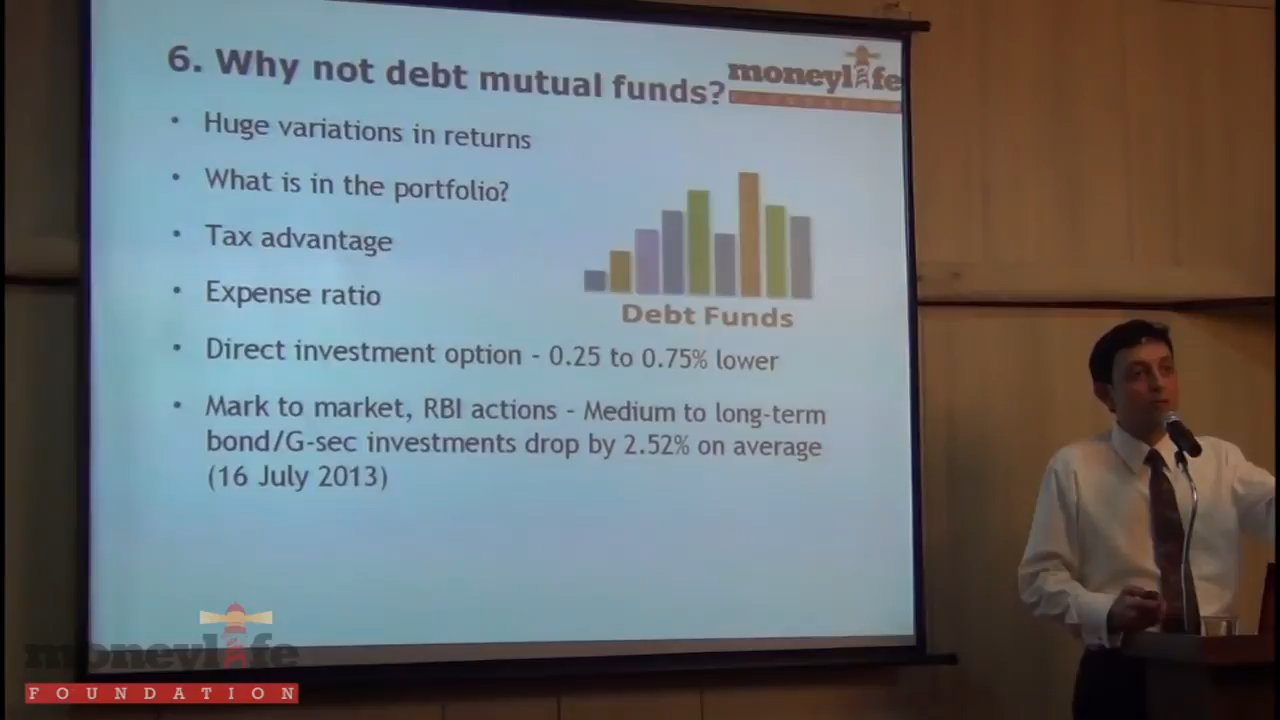 6. Why not debt mutual funds?
moneylife
FOUNDATION
• Huge variations in returns
• What is in the portfolio?
• Tax advantage
• Expense ratio
Debt Funds
• Direct investment option - 0.25 to 0.75% lower
• Mark to market, RBI actions - Medium to long-term
bond/G-sec investments drop by 2.52% on average
(16 July 2013)
moneylife
FOUNDATION